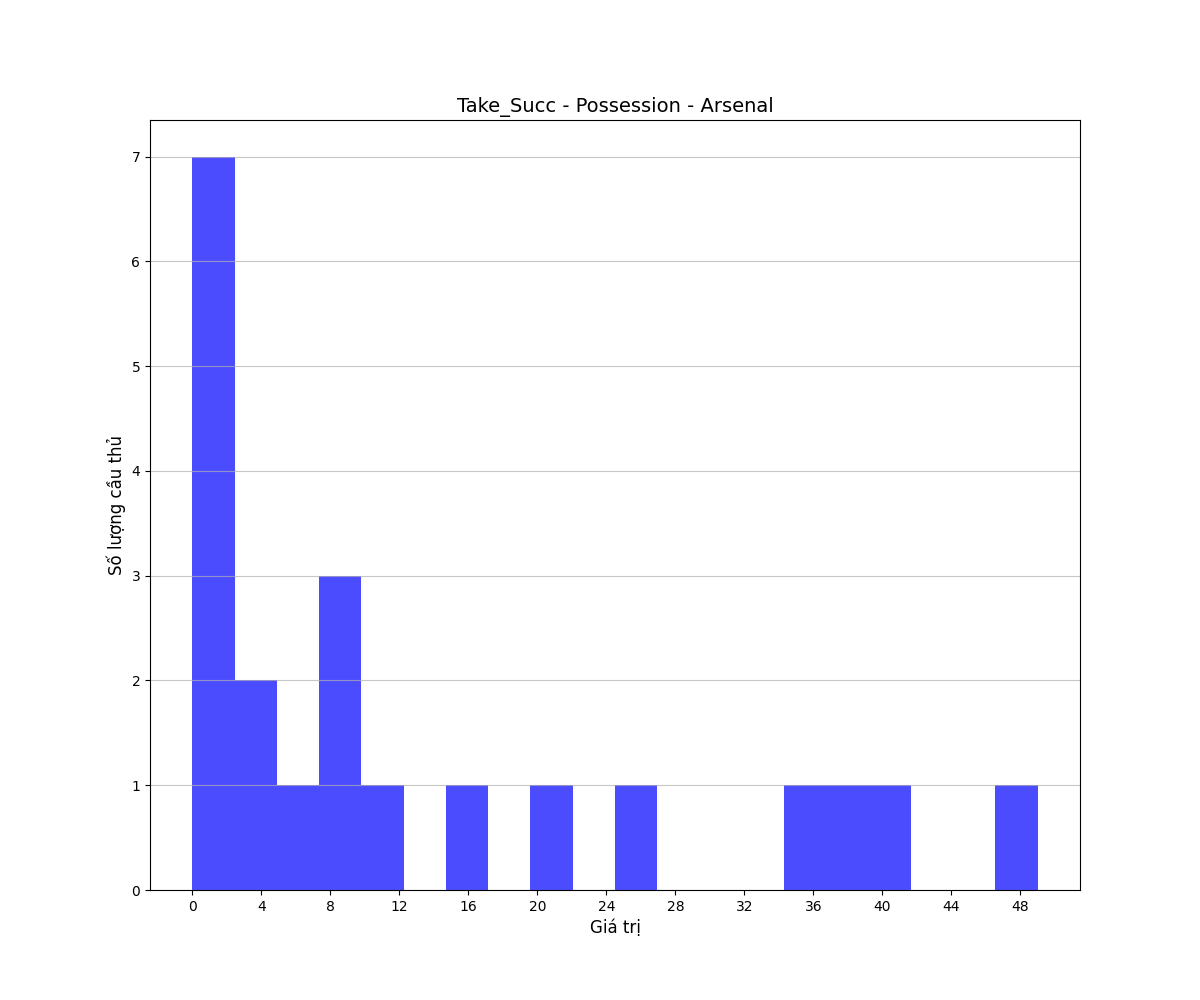 Take_Succ - Possession - Arsenal
7
6
5
4
3
2
1
0
Số lượng cầu thủ
0 4 8 12 16 20 24 28 32 36 40 44 48
Giá trị